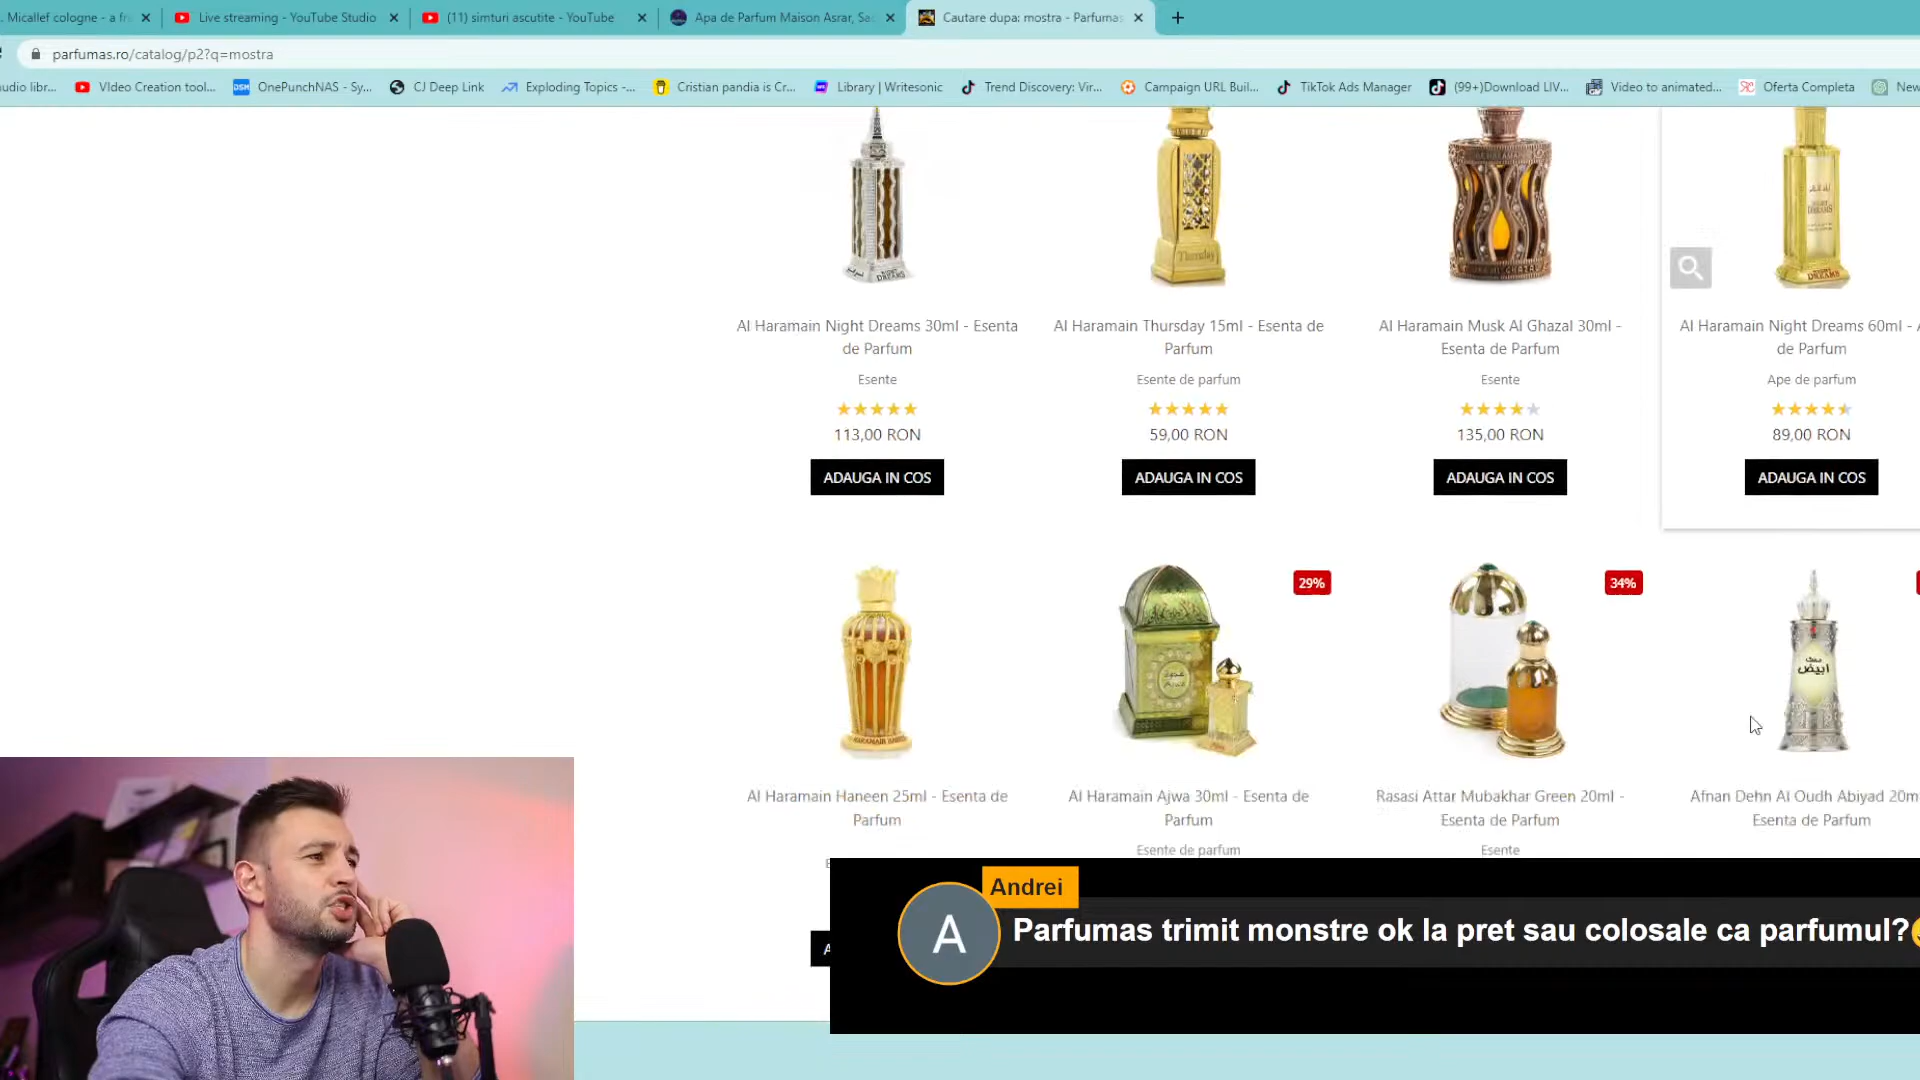 . Micallef cologne - a fra
Live streaming - YouTube Studio
(11) simturi ascutite - YouTube
Apa de Parfum Maison Asrar, Sec
Cautare dupa: mostra - Parfumas
parfumas.ro/catalog/p2?q=mostra
udio libr...
VIdeo Creation tool...
DSM
OnePunchNAS - Sy...
CJ Deep Link
Exploding Topics -...
Cristian pandia is Cr...
Library | Writesonic
Trend Discovery: Vir...
Campaign URL Buil...
TikTok Ads Manager
(99+)Download LIV...
Video to animated...
Oferta Completa
New
Al Haramain Night Dreams 30ml - Esenta
de Parfum
Esente
113,00 RON
ADAUGA IN COS
Thursday
Al Haramain Thursday 15ml - Esenta de
Parfum
Esente de parfum
59,00 RON
ADAUGA IN COS
Al Haramain Musk Al Ghazal 30ml -
Esenta de Parfum
Esente
135,00 RON
ADAUGA IN COS
Al Haramain Night Dreams 60ml -
de Parfum
Ape de parfum
89,00 RON
ADAUGA IN COS
Al Haramain Haneen 25ml - Esenta de
Parfum
29%
Al Haramain Ajwa 30ml - Esenta de
Parfum
Esente de parfum
34%
Rasasi Attar Mubakhar Green 20ml -
Esenta de Parfum
Esente
Afnan Dehn Al Oudh Abiyad 20m
Esenta de Parfum
Andrei
A
Parfumas trimit monstre ok la pret sau colosale ca parfumul?